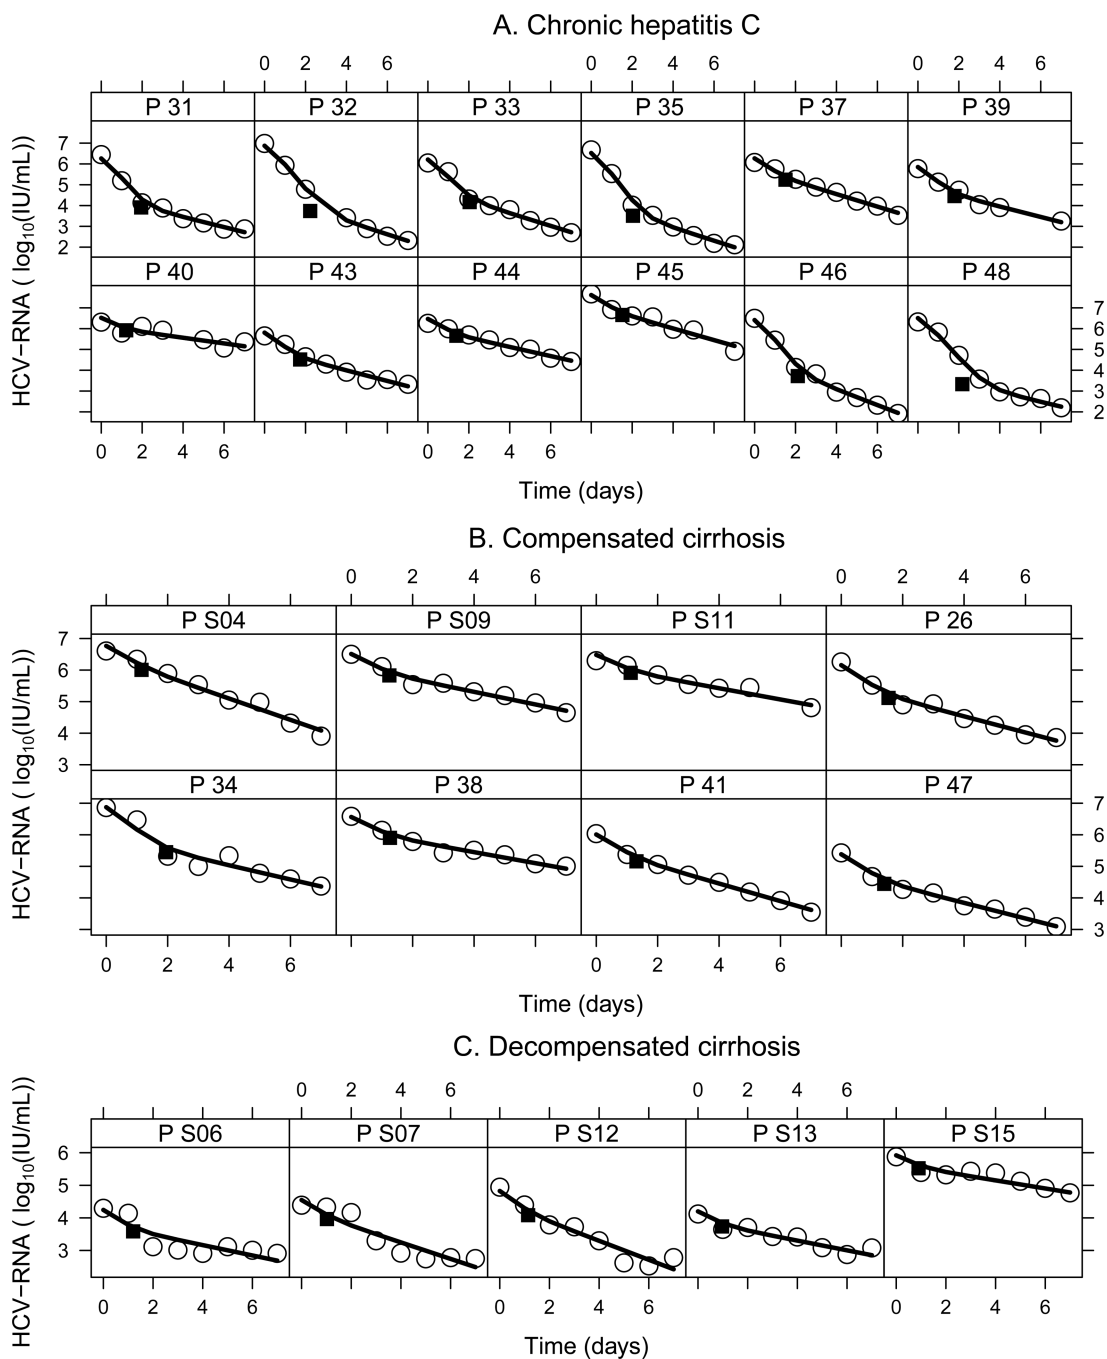 A. Chronic hepatitis C
0 2 4 6 0 2 4 6 0 2 4 6
P 31 P 32 P 33 P 35 P 37 P 39
7
6
5
4
3
2
HCV−RNA ( log10(IU/mL))
P 40 P 43 P 44 P 45 P 46 P 48
7
6
5
4
3
2
0 2 4 6 0 2 4 6 0 2 4 6
Time (days)
B. Compensated cirrhosis
0 2 4 6 0 2 4 6
P S04 P S09 P S11 P 26
7
6
5
4
3
HCV−RNA ( log10(IU/mL))
P 34 P 38 P 41 P 47
7
6
5
4
3
0 2 4 6 0 2 4 6
Time (days)
C. Decompensated cirrhosis
0 2 4 6 0 2 4 6
P S06 P S07 P S12 P S13 P S15
6
5
4
3
HCV−RNA ( log10(IU/mL))
0 2 4 6 0 2 4 6 0 2 4 6
Time (days)